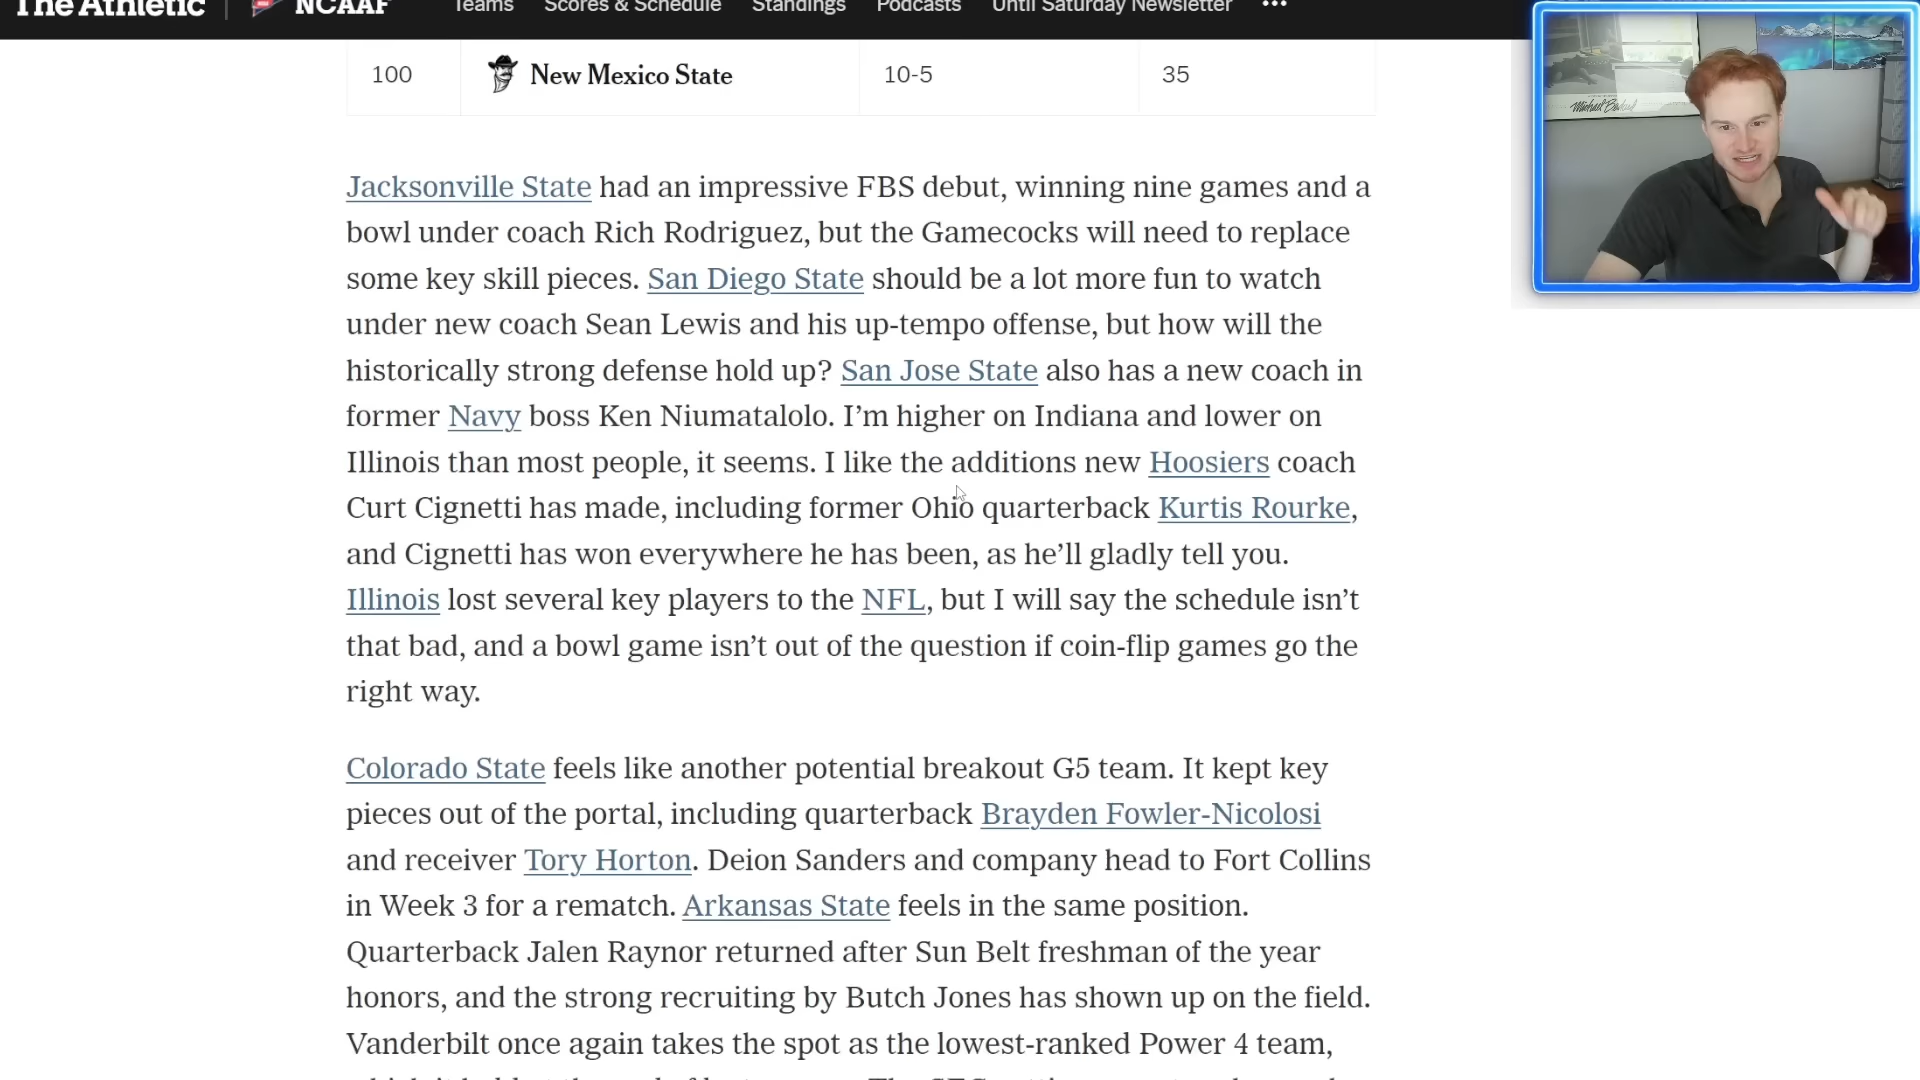 The Athletic NCAAF Teams Scores & Schedule Standings Podcasts Until Saturday Newsletter •••
100 New Mexico State 10-5 35
Jacksonville State had an impressive FBS debut, winning nine games and a
bowl under coach Rich Rodriguez, but the Gamecocks will need to replace
some key skill pieces. San Diego State should be a lot more fun to watch
under new coach Sean Lewis and his up-tempo offense, but how will the
historically strong defense hold up? San Jose State also has a new coach in
former Navy boss Ken Niumatalolo. I’m higher on Indiana and lower on
Illinois than most people, it seems. I like the additions new Hoosiers coach
Curt Cignetti has made, including former Ohio quarterback Kurtis Rourke,
and Cignetti has won everywhere he has been, as he’ll gladly tell you.
Illinois lost several key players to the NFL, but I will say the schedule isn’t
that bad, and a bowl game isn’t out of the question if coin-flip games go the
right way.
Colorado State feels like another potential breakout G5 team. It kept key
pieces out of the portal, including quarterback Brayden Fowler-Nicolosi
and receiver Tory Horton. Deion Sanders and company head to Fort Collins
in Week 3 for a rematch. Arkansas State feels in the same position.
Quarterback Jalen Raynor returned after Sun Belt freshman of the year
honors, and the strong recruiting by Butch Jones has shown up on the field.
Vanderbilt once again takes the spot as the lowest-ranked Power 4 team,